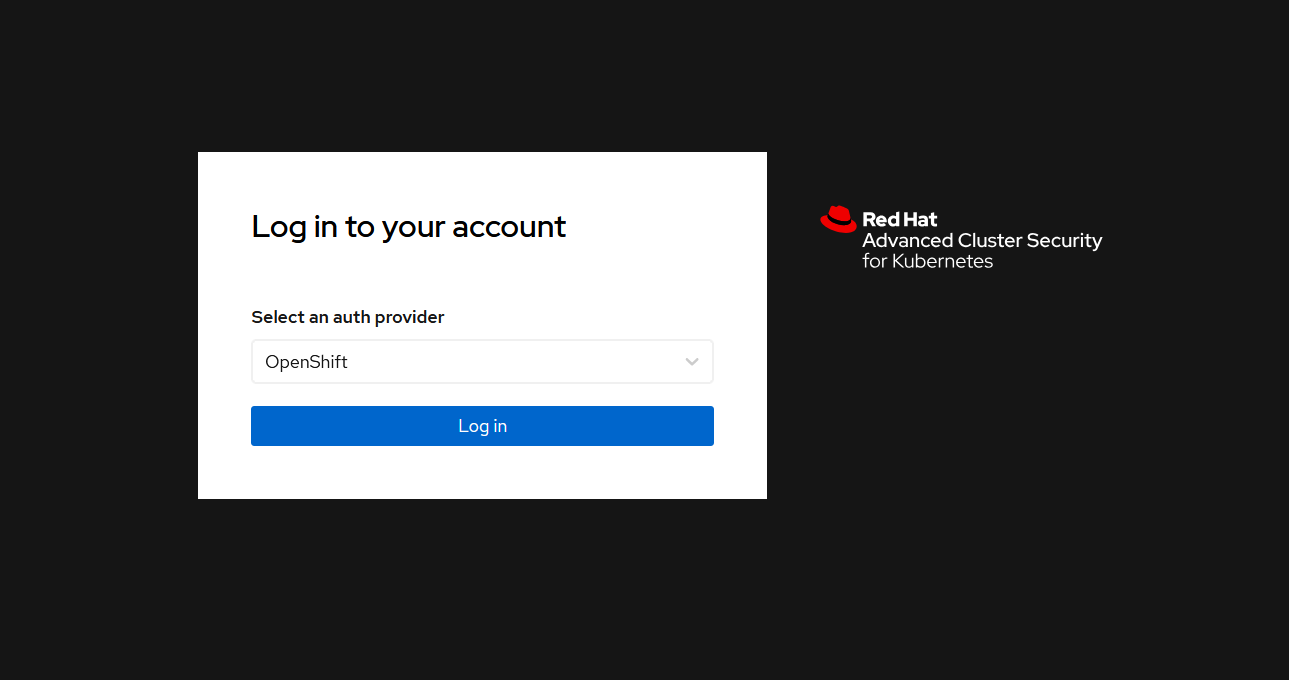 Log in to your account
Select an auth provider
OpenShift
Log in
Red Hat
Advanced Cluster Security
for Kubernetes